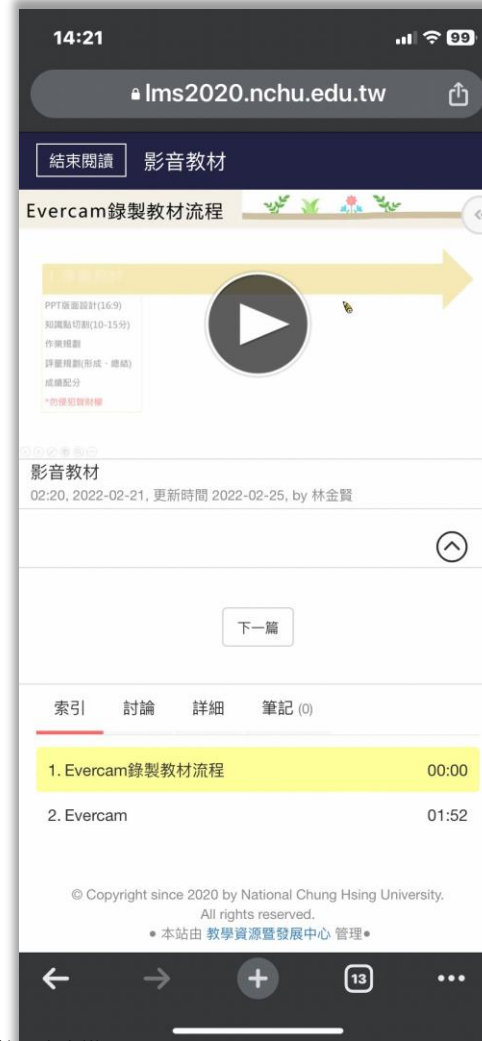 14:21
99
lms2020.nchu.edu.tw
結束閱讀 影音教材
Evercam錄製教材流程
PPT版面設計(16:9)
知識點切割(10-15分)
作業規劃
評量規劃(形成、總結)
成績配分
*勿侵犯智財權
影音教材
02:20, 2022-02-21, 更新時間 2022-02-25, by 林金賢
下一篇
索引 討論 詳細 筆記 (0)
1. Evercam錄製教材流程 00:00
2. Evercam 01:52
© Copyright since 2020 by National Chung Hsing University.
All rights reserved.
● 本站由 教學資源暨發展中心 管理●
13